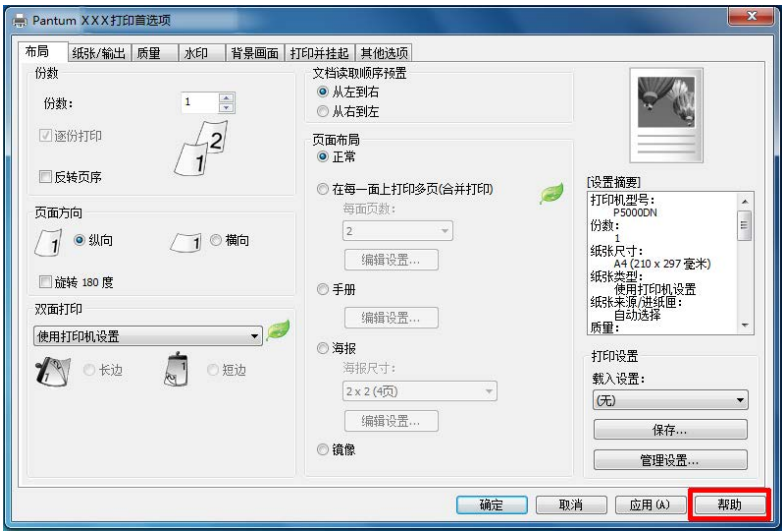 Pantum XXX打印首选项
布局 纸张/输出 质量 水印 背景画面 打印并挂起 其他选项
份数
份数:
1
逐份打印
反转页序
页面方向
纵向
横向
旋转 180 度
双面打印
使用打印机设置
长边
短边
文档读取顺序预置
从左到右
从右到左
页面布局
正常
在每一面上打印多页(合并打印)
每面页数:
2
编辑设置...
手册
编辑设置...
海报
海报尺寸:
2 x 2 (4页)
编辑设置...
镜像
[设置摘要]
打印机型号:
P5000DN
份数:
1
纸张尺寸:
A4 (210 x 297 毫米)
纸张类型:
使用打印机设置
纸张来源/进纸匣:
自动选择
质量:
打印设置
载入设置:
(无)
保存...
管理设置...
确定 取消 应用 (A) 帮助